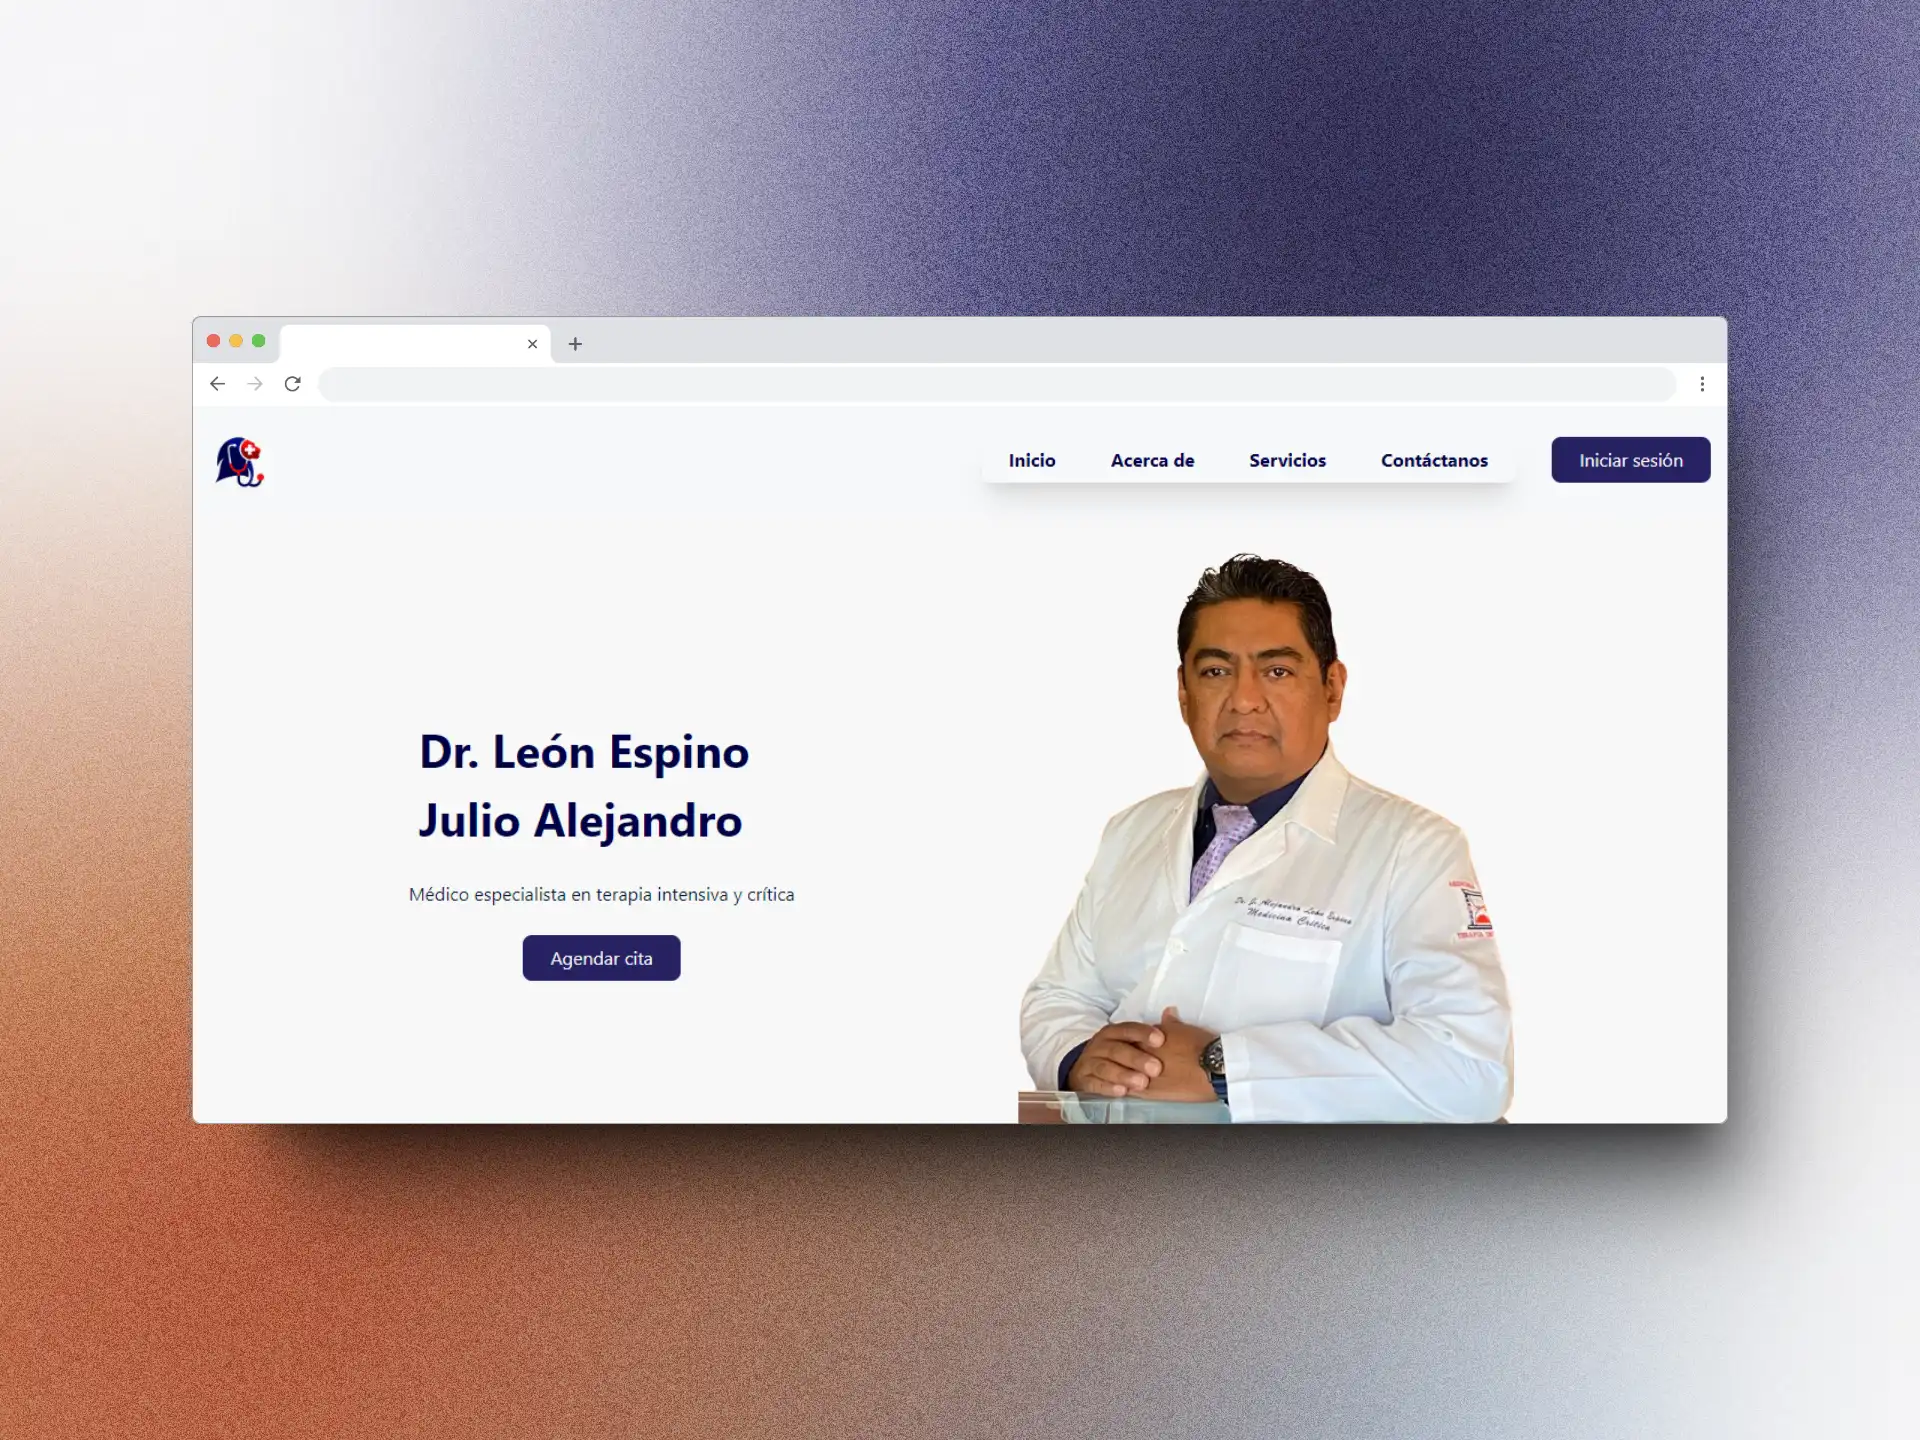 Inicio Acerca de Servicios Contáctanos Iniciar sesión
Dr. León Espino
Julio Alejandro
Médico especialista en terapia intensiva y crítica
Agendar cita
Dr. J. Alejandro León Espino
Medicina Crítica